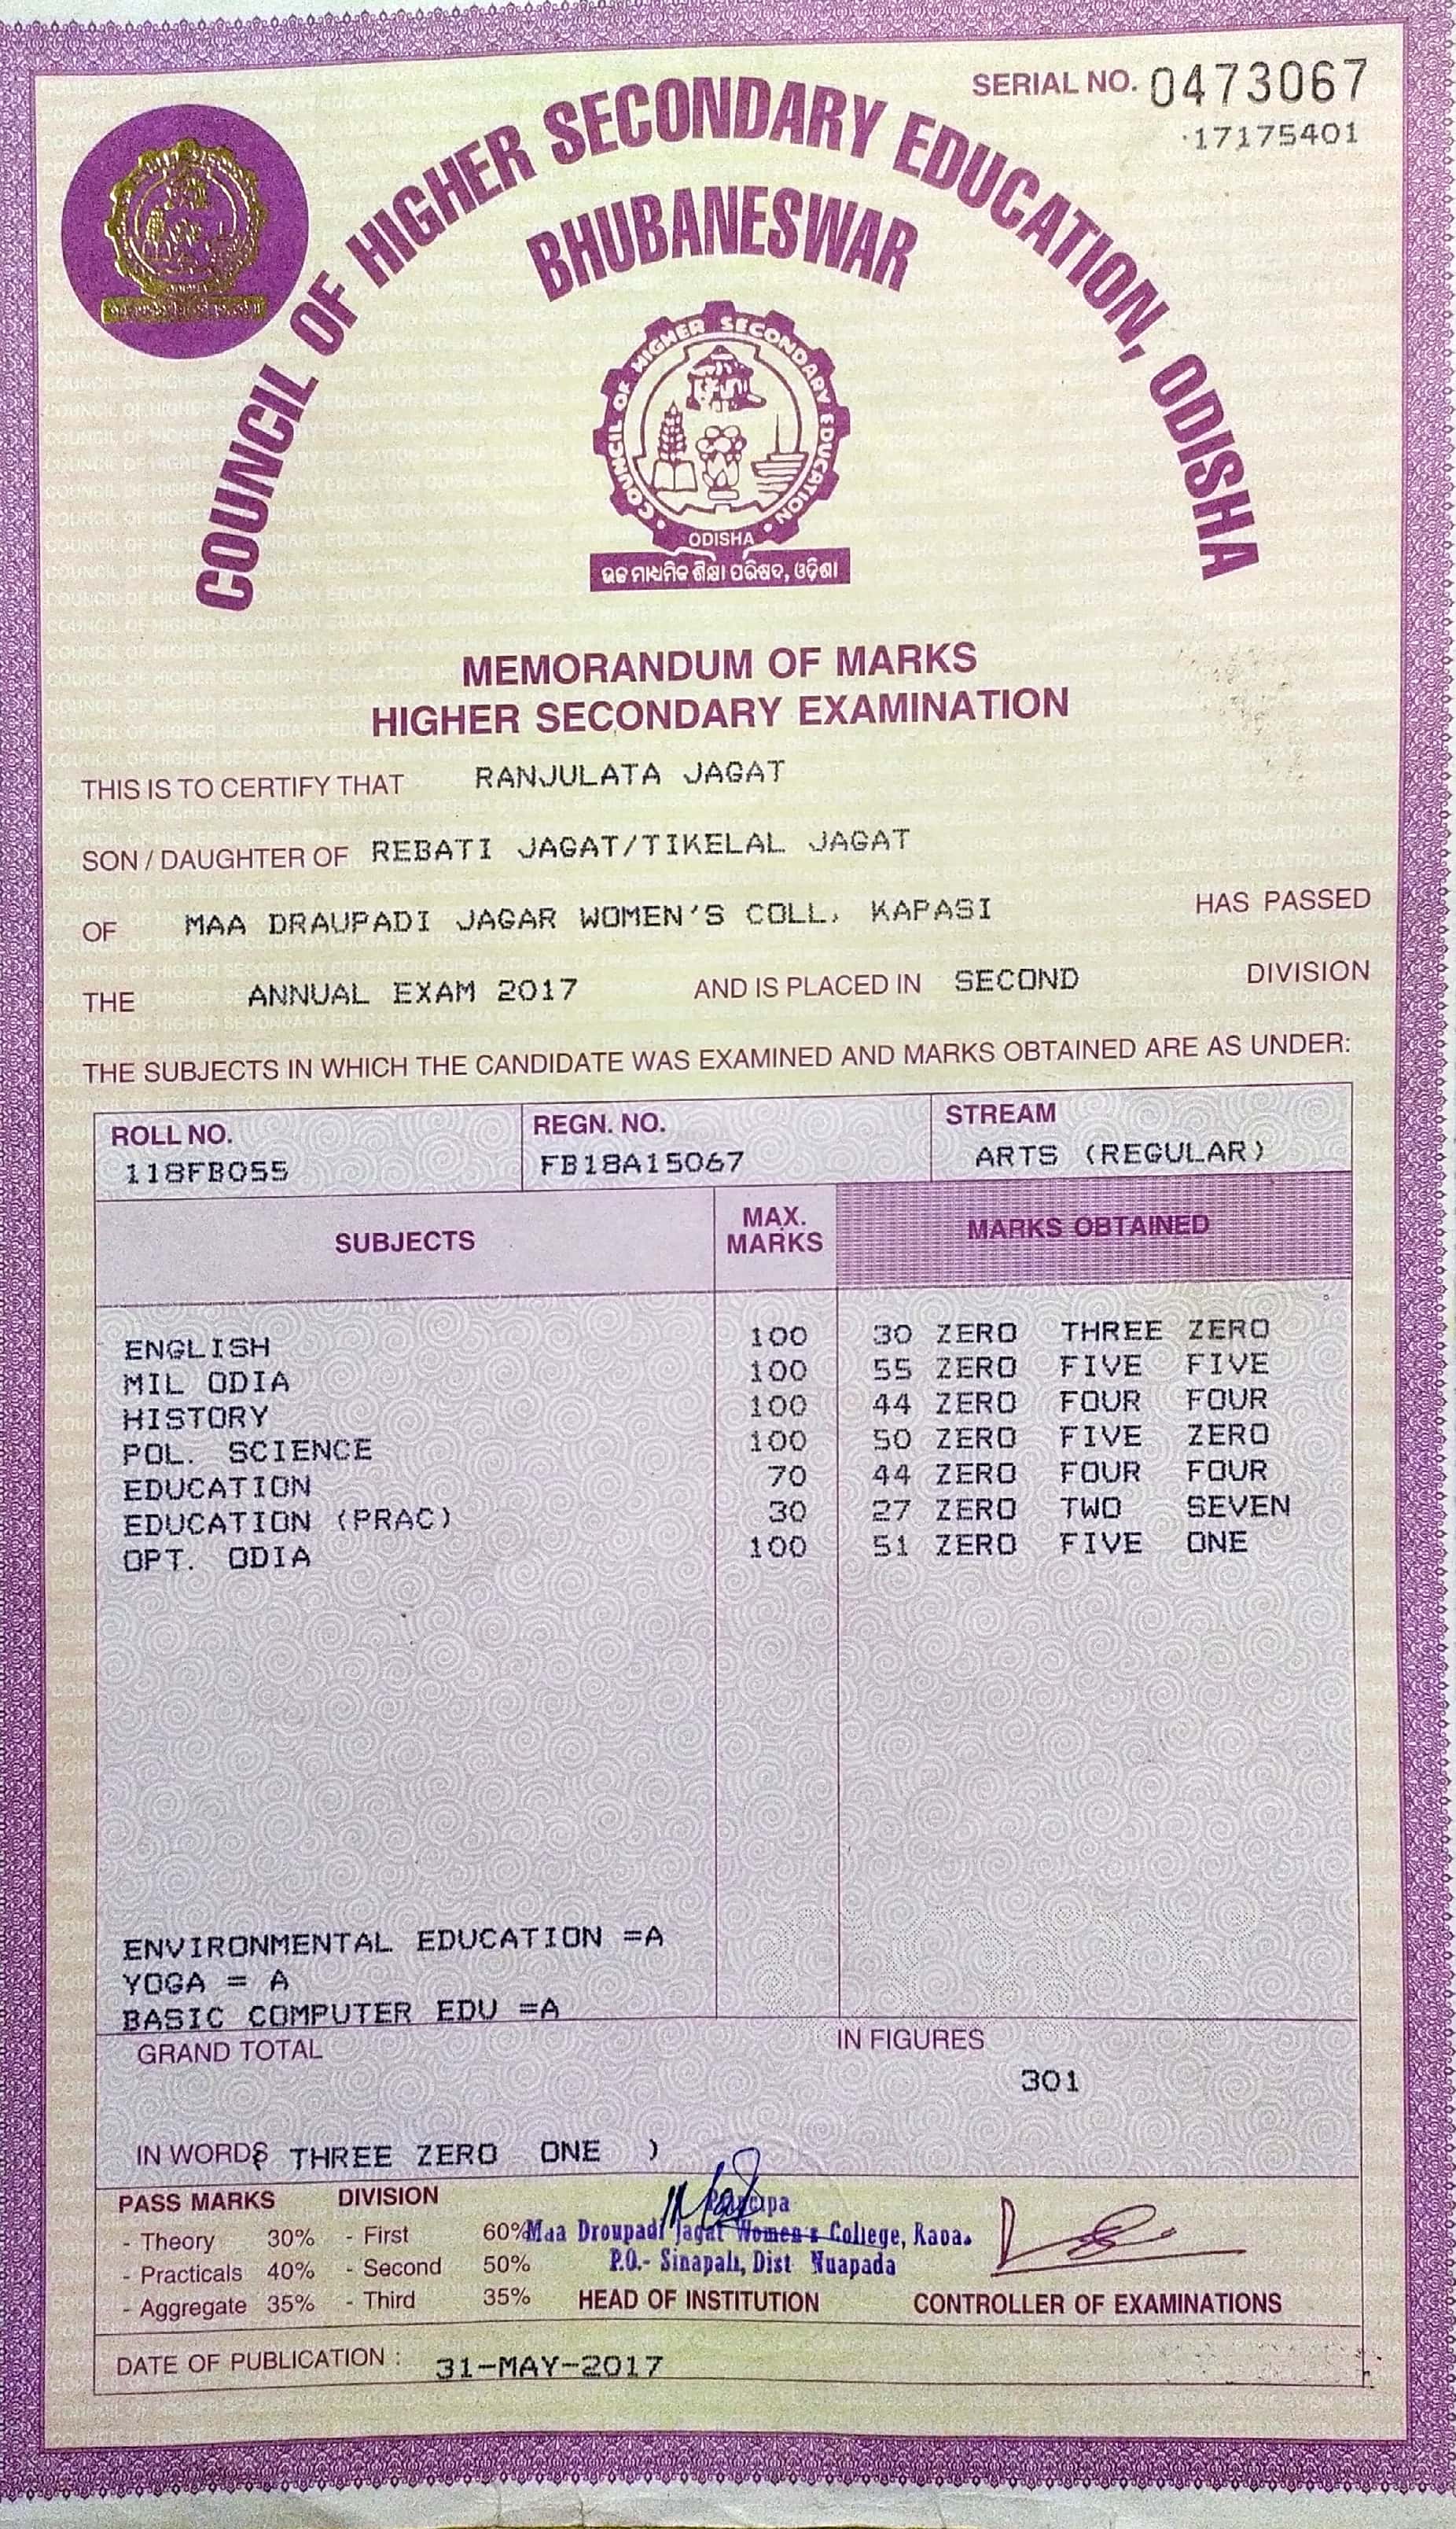 SERIAL NO. 0473067
17175401
COUNCIL OF HIGHER SECONDARY EDUCATION, ODISHA
BHUBANESWAR
COUNCIL OF HIGHER SECONDARY EDUCATION
ODISHA
ଉଚ୍ଚ ମାଧ୍ୟମିକ ଶିକ୍ଷା ପରିଷଦ, ଓଡ଼ିଶା
MEMORANDUM OF MARKS
HIGHER SECONDARY EXAMINATION
THIS IS TO CERTIFY THAT RANJULATA JAGAT
SON / DAUGHTER OF REBATI JAGAT/TIKELAL JAGAT
OF MAA DRAUPADI JAGAR WOMEN'S COLL, KAPASI HAS PASSED
THE ANNUAL EXAM 2017 AND IS PLACED IN SECOND DIVISION
THE SUBJECTS IN WHICH THE CANDIDATE WAS EXAMINED AND MARKS OBTAINED ARE AS UNDER:
ROLL NO. REGN. NO. STREAM
118FB055 FB18A15067 ARTS (REGULAR)
SUBJECTS MAX. MARKS MARKS OBTAINED
ENGLISH 100 30 ZERO THREE ZERO
MIL ODIA 100 55 ZERO FIVE FIVE
HISTORY 100 44 ZERO FOUR FOUR
POL. SCIENCE 100 50 ZERO FIVE ZERO
EDUCATION 70 44 ZERO FOUR FOUR
EDUCATION (PRAC) 30 27 ZERO TWO SEVEN
OPT. ODIA 100 51 ZERO FIVE ONE
ENVIRONMENTAL EDUCATION =A
YOGA = A
BASIC COMPUTER EDU =A
GRAND TOTAL IN FIGURES
301
IN WORDS ( THREE ZERO ONE )
PASS MARKS DIVISION
- Theory 30% - First 60%
- Practicals 40% - Second 50%
- Aggregate 35% - Third 35%
Maa Droupadi Jagat Women's College,
P.O.- Sinapali, Dist Nuapada
HEAD OF INSTITUTION CONTROLLER OF EXAMINATIONS
DATE OF PUBLICATION : 31-MAY-2017